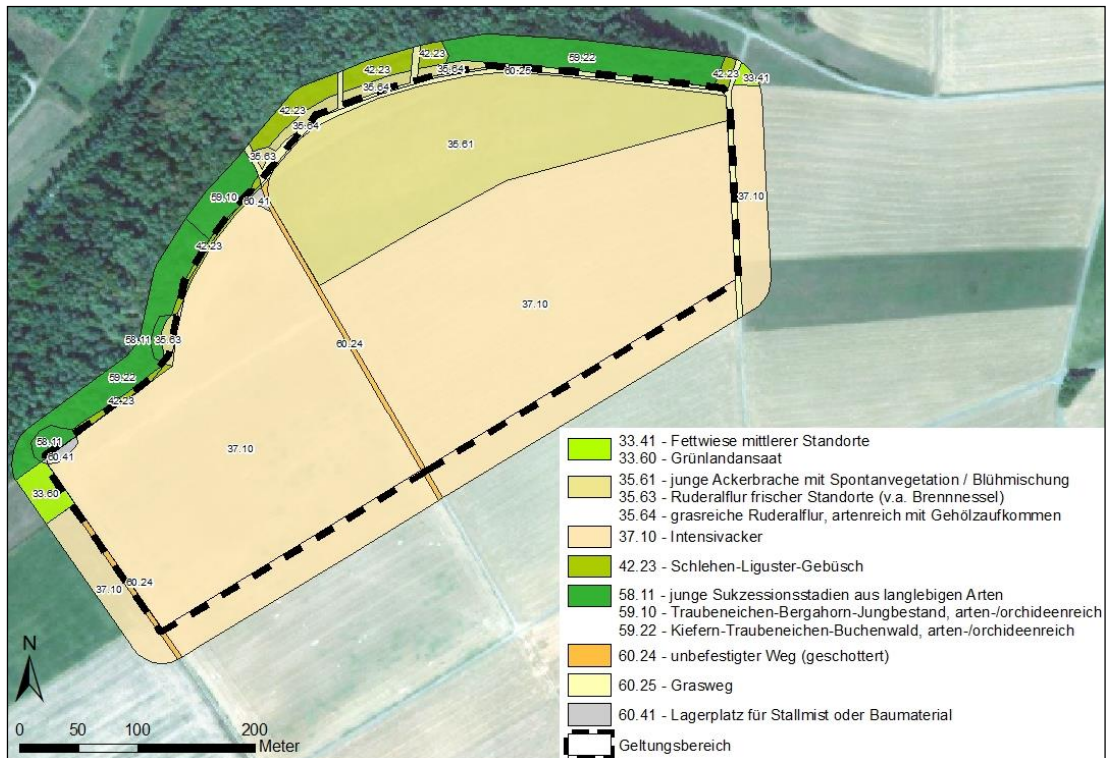 42.23
59.22
42.23
35.64
60.25
42.23
33.41
42.23
35.64
42.23
35.64
35.61
35.63
59.10
60.41
37.10
42.23
37.10
58.11
35.63
60.24
59.22
42.23
58.11
60.41
37.10
33.60
37.10
60.24
33.41 - Fettwiese mittlerer Standorte
33.60 - Grünlandansaat
35.61 - junge Ackerbrache mit Spontanvegetation / Blühmischung
35.63 - Ruderalflur frischer Standorte (v.a. Brennnessel)
35.64 - grasreiche Ruderalflur, artenreich mit Gehölzaufkommen
37.10 - Intensivacker
42.23 - Schlehen-Liguster-Gebüsch
58.11 - junge Sukzessionsstadien aus langlebigen Arten
59.10 - Traubeneichen-Bergahorn-Jungbestand, arten-/orchideenreich
59.22 - Kiefern-Traubeneichen-Buchenwald, arten-/orchideenreich
60.24 - unbefestigter Weg (geschottert)
60.25 - Grasweg
60.41 - Lagerplatz für Stallmist oder Baumaterial
Geltungsbereich
N
0 50 100 200
Meter